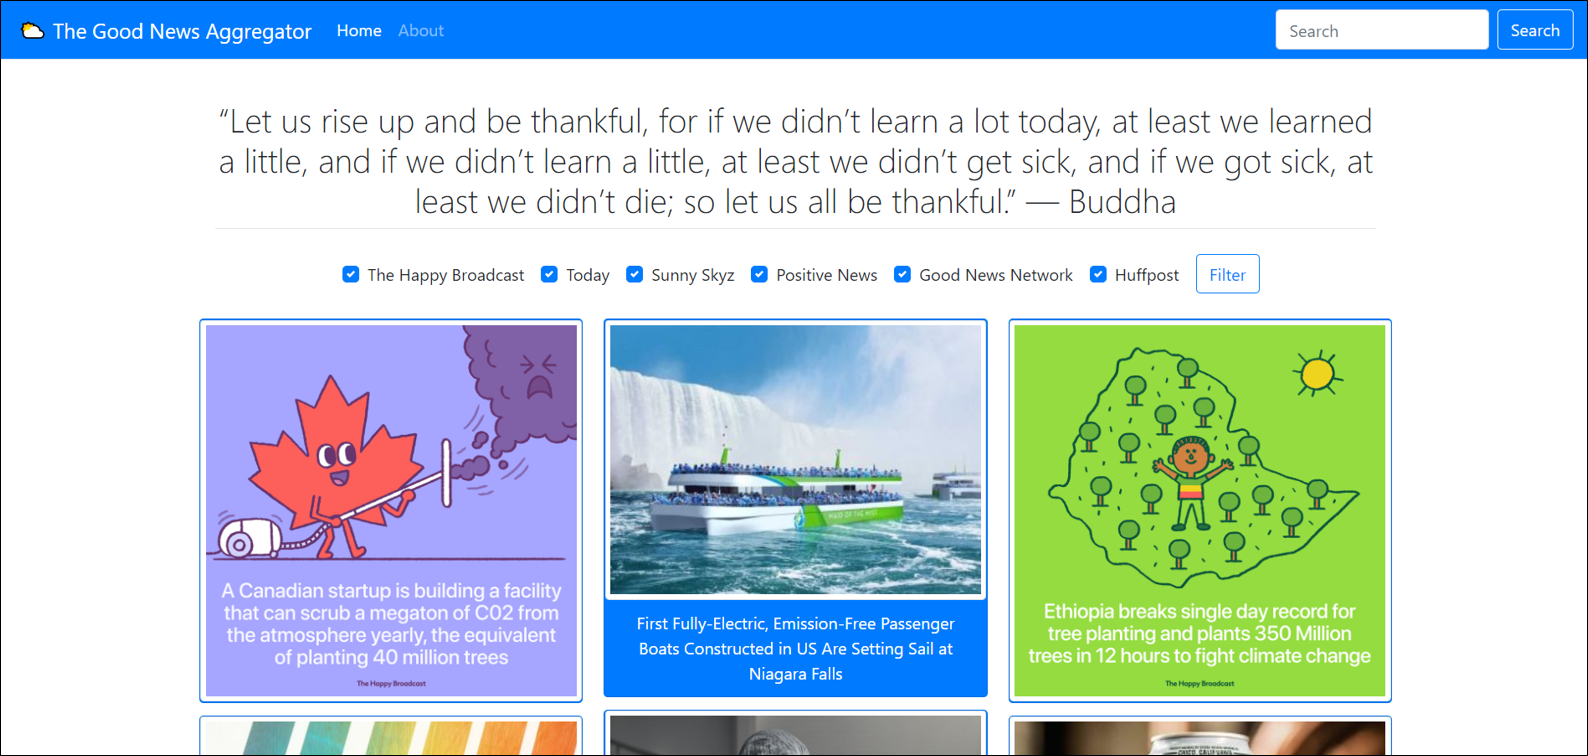 The Good News Aggregator Home About Search Search
“Let us rise up and be thankful, for if we didn’t learn a lot today, at least we learned
a little, and if we didn’t learn a little, at least we didn’t get sick, and if we got sick, at
least we didn’t die; so let us all be thankful.” — Buddha
The Happy Broadcast Today Sunny Skyz Positive News Good News Network Huffpost Filter
A Canadian startup is building a facility
that can scrub a megaton of C02 from
the atmosphere yearly, the equivalent
of planting 40 million trees
The Happy Broadcast
MAID OF THE MIST
First Fully-Electric, Emission-Free Passenger
Boats Constructed in US Are Setting Sail at
Niagara Falls
Ethiopia breaks single day record for
tree planting and plants 350 Million
trees in 12 hours to fight climate change
The Happy Broadcast
CHICO, CALIFORNIA